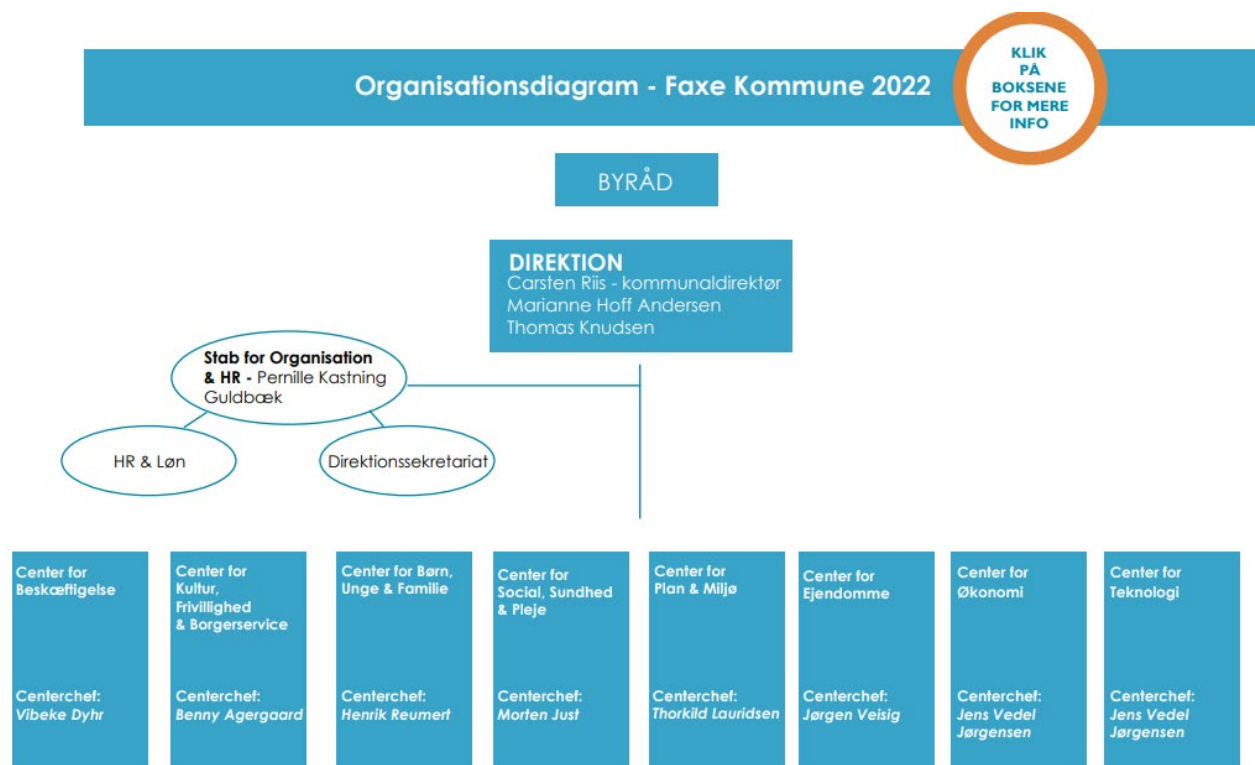 Organisationsdiagram - Faxe Kommune 2022
KLIK
PÅ
BOKSENE
FOR MERE
INFO
BYRÅD
DIREKTION
Carsten Riis - kommunaldirektør
Marianne Hoff Andersen
Thomas Knudsen
Stab for Organisation
& HR - Pernille Kastning
Guldbæk
HR & Løn
Direktionssekretariat
Center for
Beskæftigelse
Centerchef:
Vibeke Dyhr
Center for
Kultur,
Frivillighed
& Borgerservice
Centerchef:
Benny Agergaard
Center for Børn,
Unge & Familie
Centerchef:
Henrik Reumert
Center for
Social, Sundhed
& Pleje
Centerchef:
Morten Just
Center for
Plan & Miljø
Centerchef:
Thorkild Lauridsen
Center for
Ejendomme
Centerchef:
Jørgen Veisig
Center for
Økonomi
Centerchef:
Jens Vedel
Jørgensen
Center for
Teknologi
Centerchef:
Jens Vedel
Jørgensen